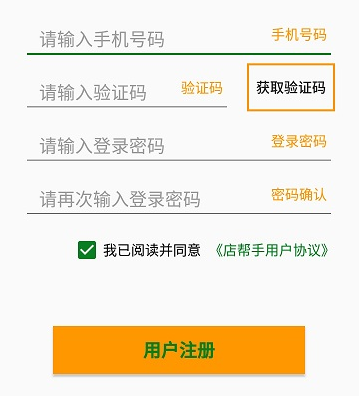 请输入手机号码 手机号码
请输入验证码 验证码 获取验证码
请输入登录密码 登录密码
请再次输入登录密码 密码确认
我已阅读并同意 《店帮手用户协议》
用户注册